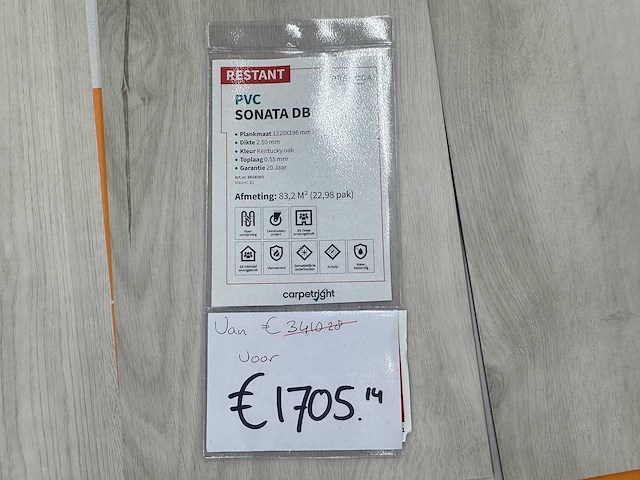 RESTANT
PVC
SONATA DB
• Plankmaat 1320X196 mm
• Dikte 2.50 mm
• Kleur Kentucky oak
• Toplaag 0.55 mm
• Garantie 20 Jaar
Afmeting: 83,2 M² (22,98 pak)
carpetright
Van € 3410.28
voor
€1705.14